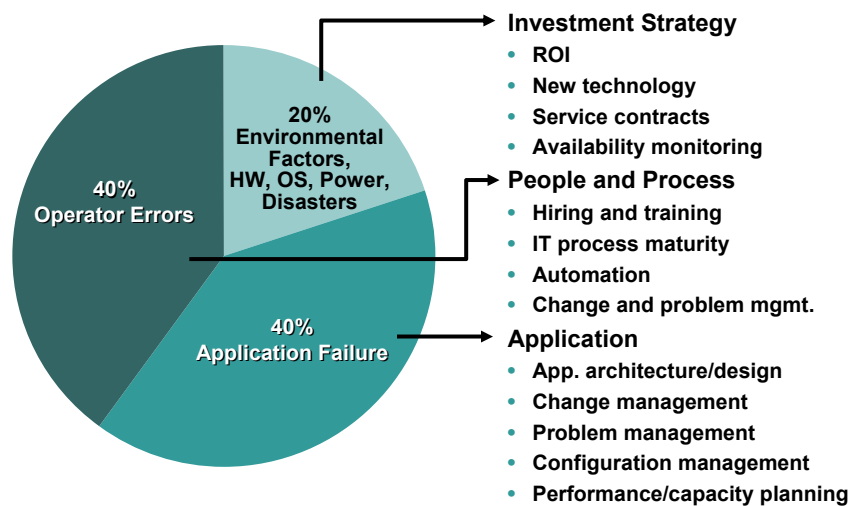 20%
Environmental
Factors,
HW, OS, Power,
Disasters
40%
Operator Errors
40%
Application Failure
Investment Strategy
• ROI
• New technology
• Service contracts
• Availability monitoring
People and Process
• Hiring and training
• IT process maturity
• Automation
• Change and problem mgmt.
Application
• App. architecture/design
• Change management
• Problem management
• Configuration management
• Performance/capacity planning